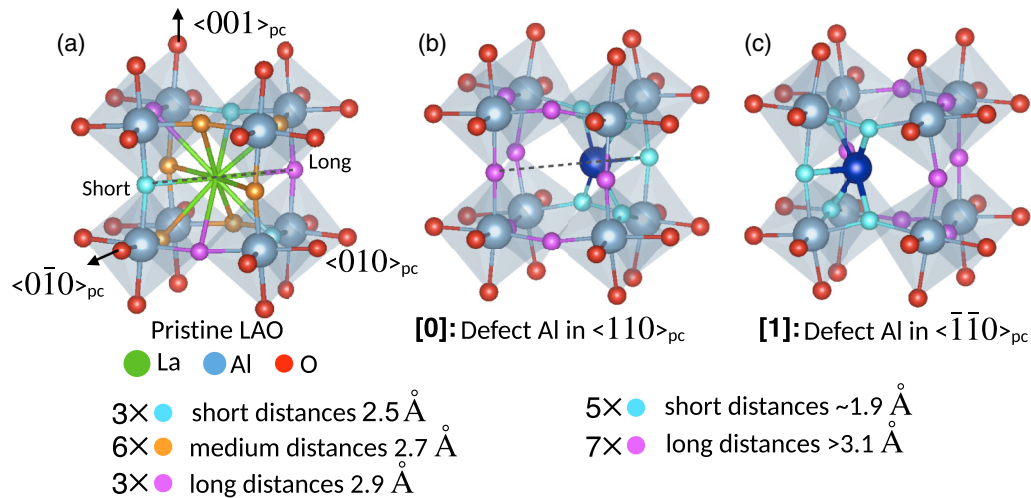 (a) <001>pc (b) (c)
Short Long
<01̄0>pc <010>pc
Pristine LAO [0]: Defect Al in <110>pc [1]: Defect Al in <1̄1̄0>pc
La Al O
3× short distances 2.5 Å 5× short distances ~1.9 Å
6× medium distances 2.7 Å 7× long distances >3.1 Å
3× long distances 2.9 Å